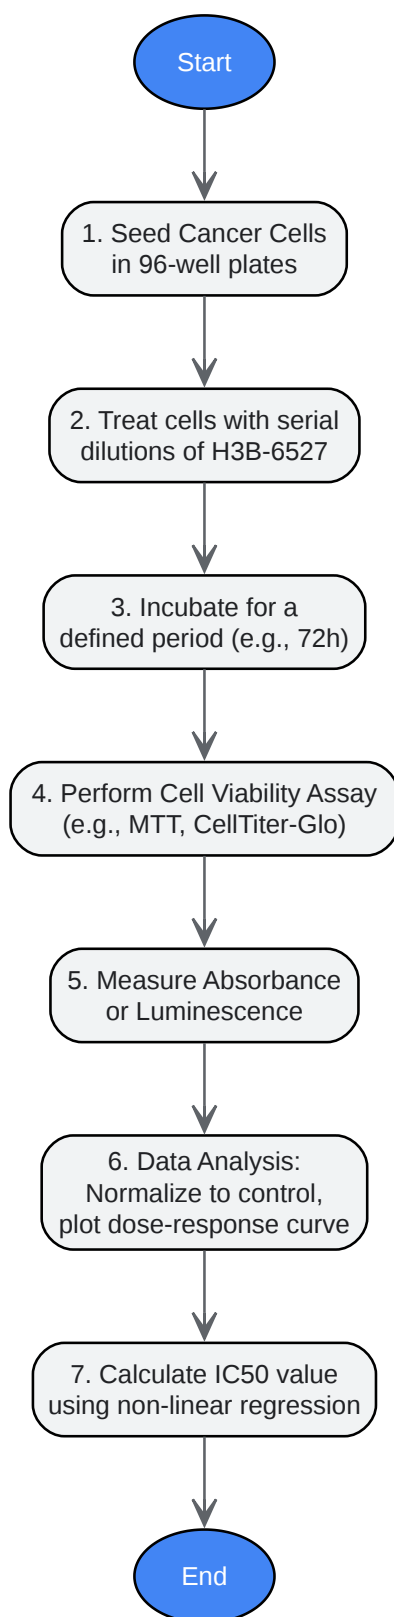 Start
1. Seed Cancer Cells
in 96-well plates
2. Treat cells with serial
dilutions of H3B-6527
3. Incubate for a
defined period (e.g., 72h)
4. Perform Cell Viability Assay
(e.g., MTT, CellTiter-Glo)
5. Measure Absorbance
or Luminescence
6. Data Analysis:
Normalize to control,
plot dose-response curve
7. Calculate IC50 value
using non-linear regression
End